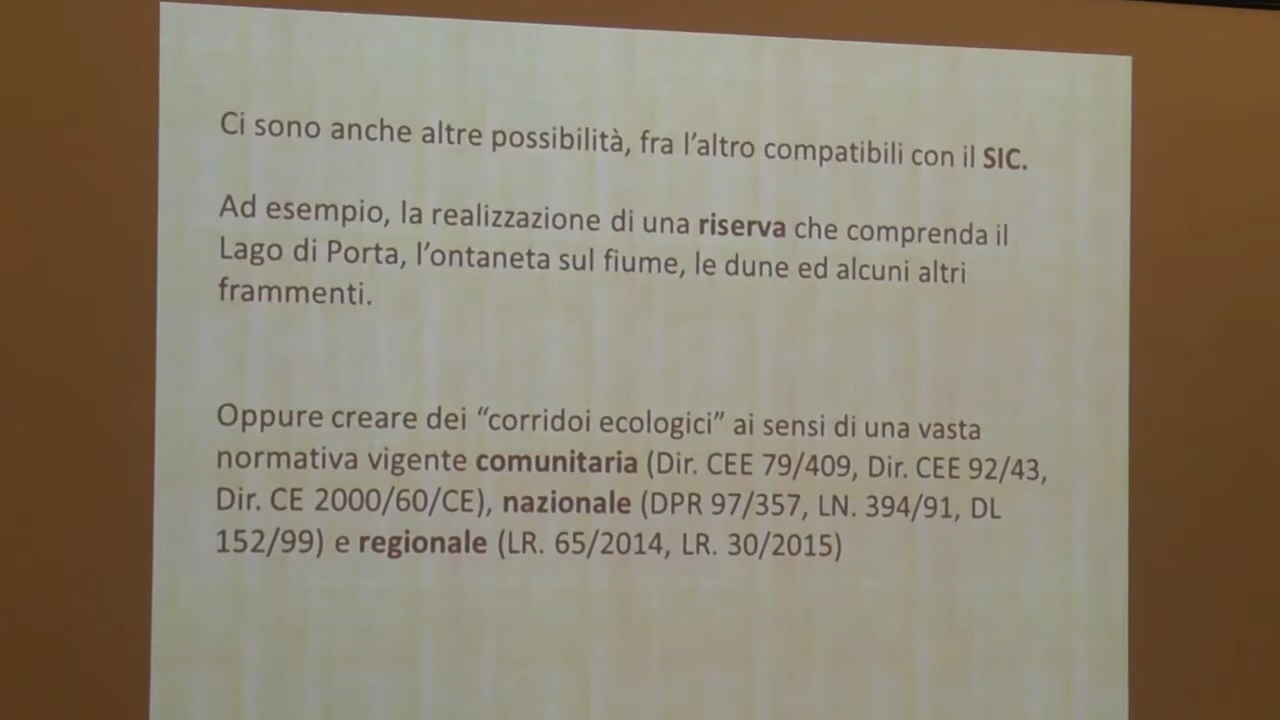 Ci sono anche altre possibilità, fra l'altro compatibili con il SIC.
Ad esempio, la realizzazione di una riserva che comprenda il
Lago di Porta, l'ontaneta sul fiume, le dune ed alcuni altri
frammenti.
Oppure creare dei “corridoi ecologici” ai sensi di una vasta
normativa vigente comunitaria (Dir. CEE 79/409, Dir. CEE 92/43,
Dir. CE 2000/60/CE), nazionale (DPR 97/357, LN. 394/91, DL
152/99) e regionale (LR. 65/2014, LR. 30/2015)